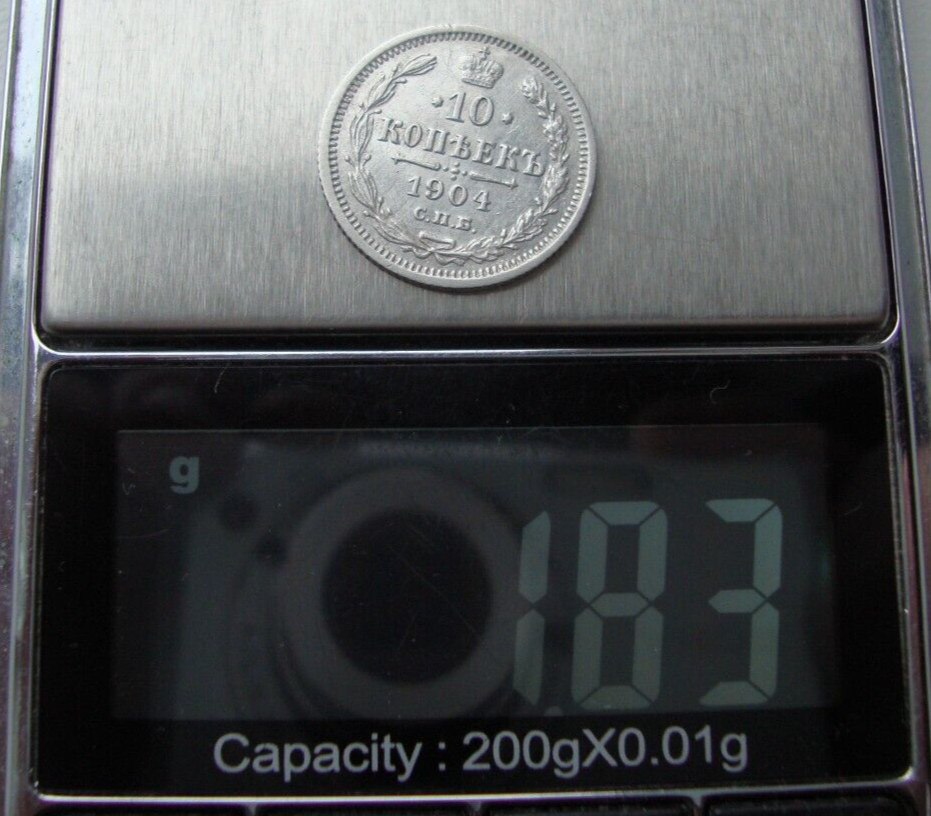 10
КОПѢЕКЪ
1904
С.П.Б.
g
1.83
Capacity : 200gX0.01g